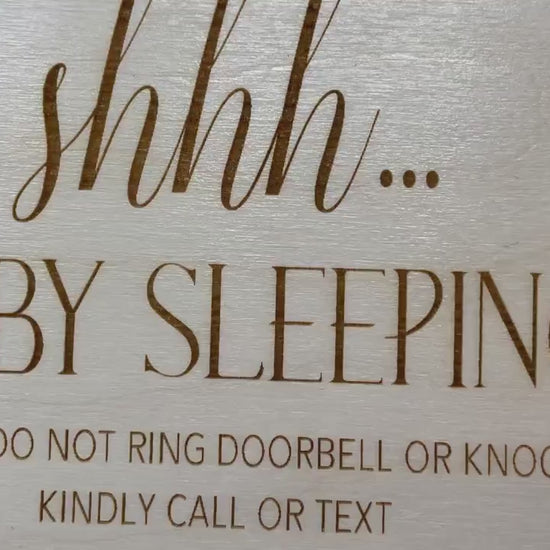 shhh...
BY SLEEPIN
DO NOT RING DOORBELL OR KNOC
KINDLY CALL OR TEXT